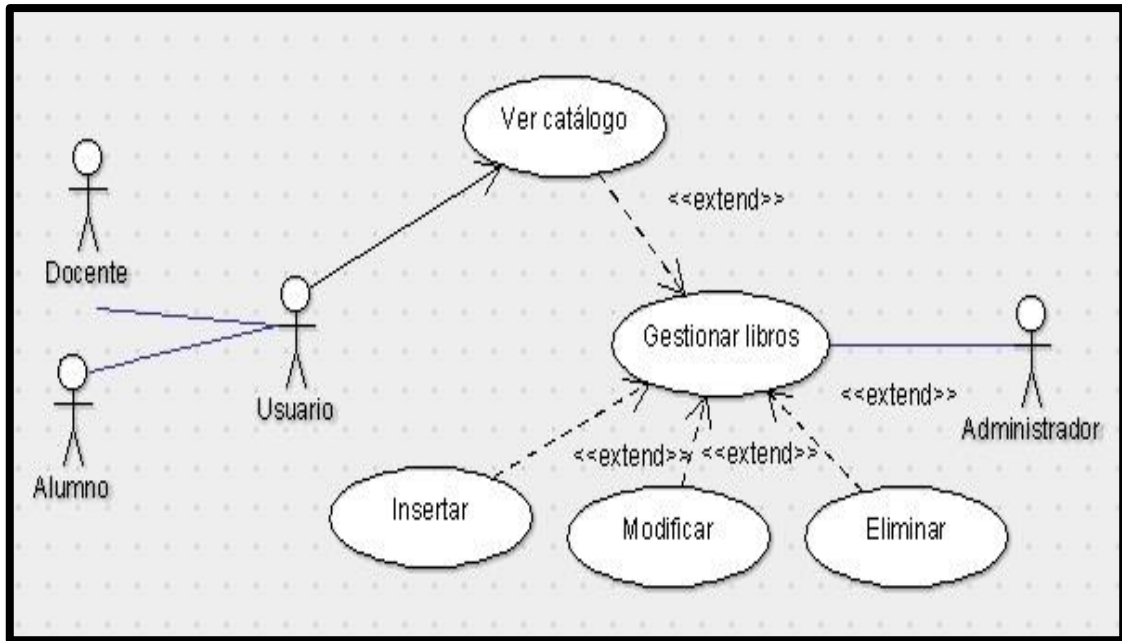 Ver catálogo
<<extend>>
Docente
Gestionar libros
Usuario
<<extend>>
Administrador
Alumno
<<extend>>
<<extend>>
Insertar
Modificar
Eliminar